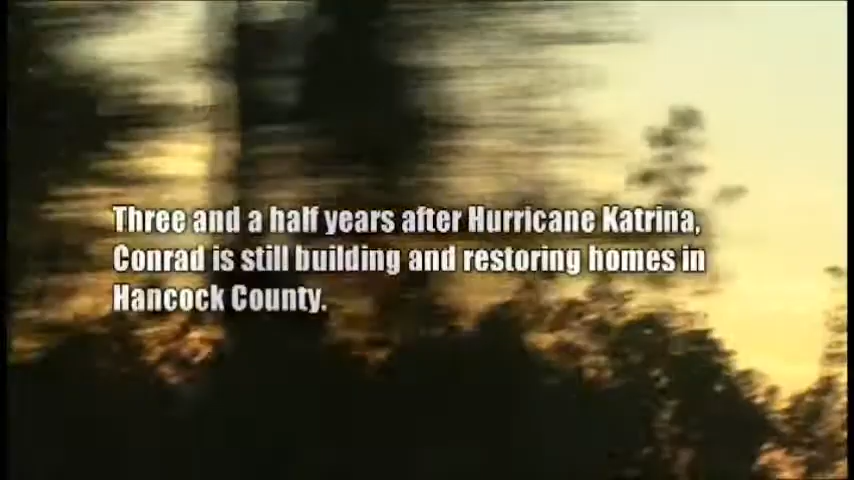 Three and a half years after Hurricane Katrina,
Conrad is still building and restoring homes in
Hancock County.